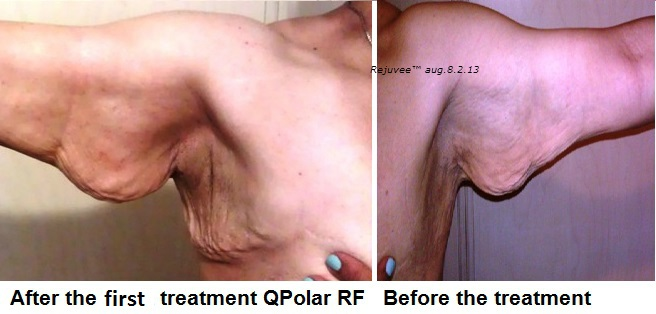 Rejuvee™ aug.8.2.13
After the first treatment QPolar RF
Before the treatment